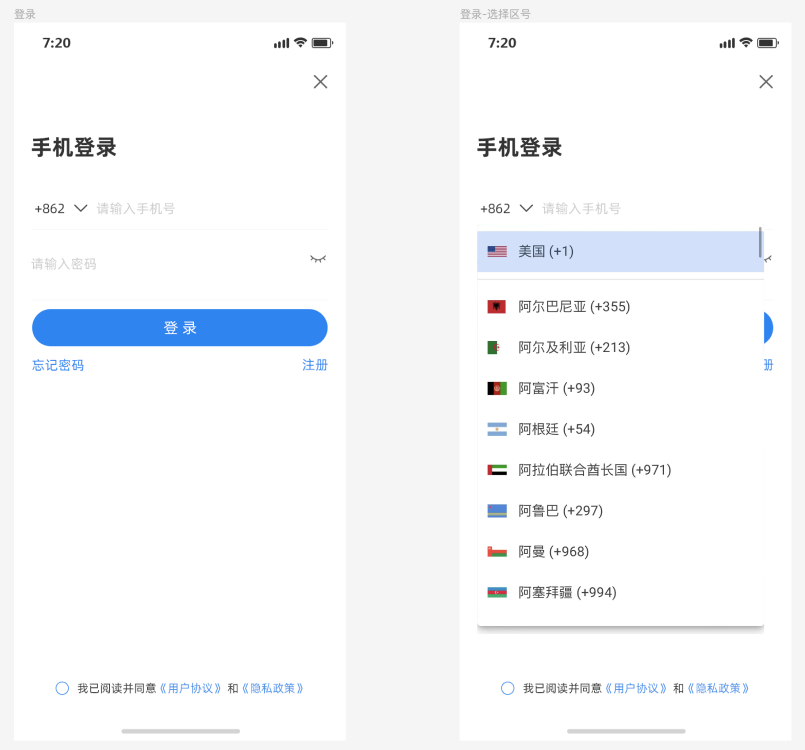 登录
7:20
手机登录
+862 请输入手机号
请输入密码
登 录
忘记密码 注册
我已阅读并同意《用户协议》 和《隐私政策》
登录-选择区号
7:20
手机登录
+862 请输入手机号
美国 (+1)
阿尔巴尼亚 (+355)
阿尔及利亚 (+213)
册
阿富汗 (+93)
阿根廷 (+54)
阿拉伯联合酋长国 (+971)
阿鲁巴 (+297)
阿曼 (+968)
阿塞拜疆 (+994)
我已阅读并同意《用户协议》 和《隐私政策》